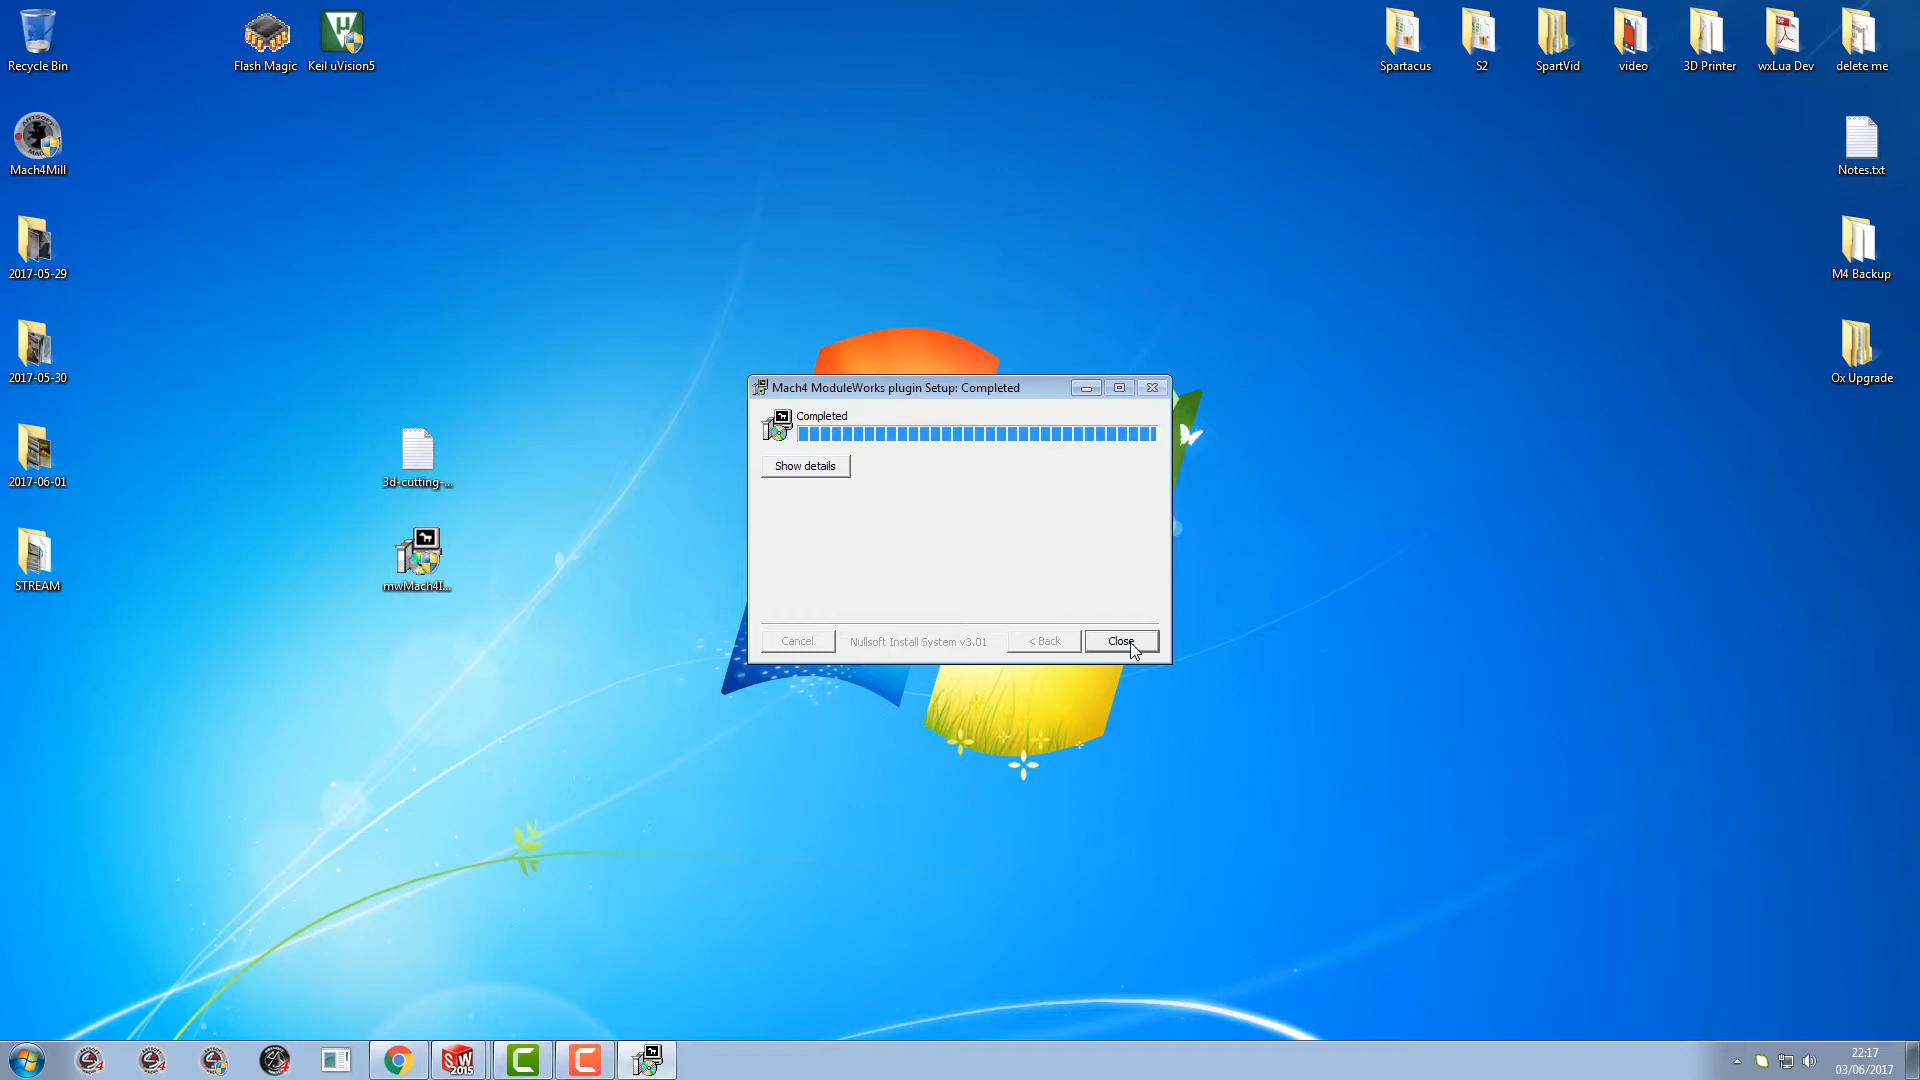 Recycle Bin
Flash Magic
Keil uVision5
Spartacus
S2
SpartVid
video
3D Printer
wxLua Dev
delete me
Mach4Mill
Notes.txt
2017-05-29
M4 Backup
2017-05-30
Ox Upgrade
Mach4 ModuleWorks plugin Setup: Completed
Completed
Show details
2017-06-01
3d-cutting-...
STREAM
mwMach4I...
Cancel
Nullsoft Install System v3.01
< Back
Close
SW
2015
22:17
03/06/2017